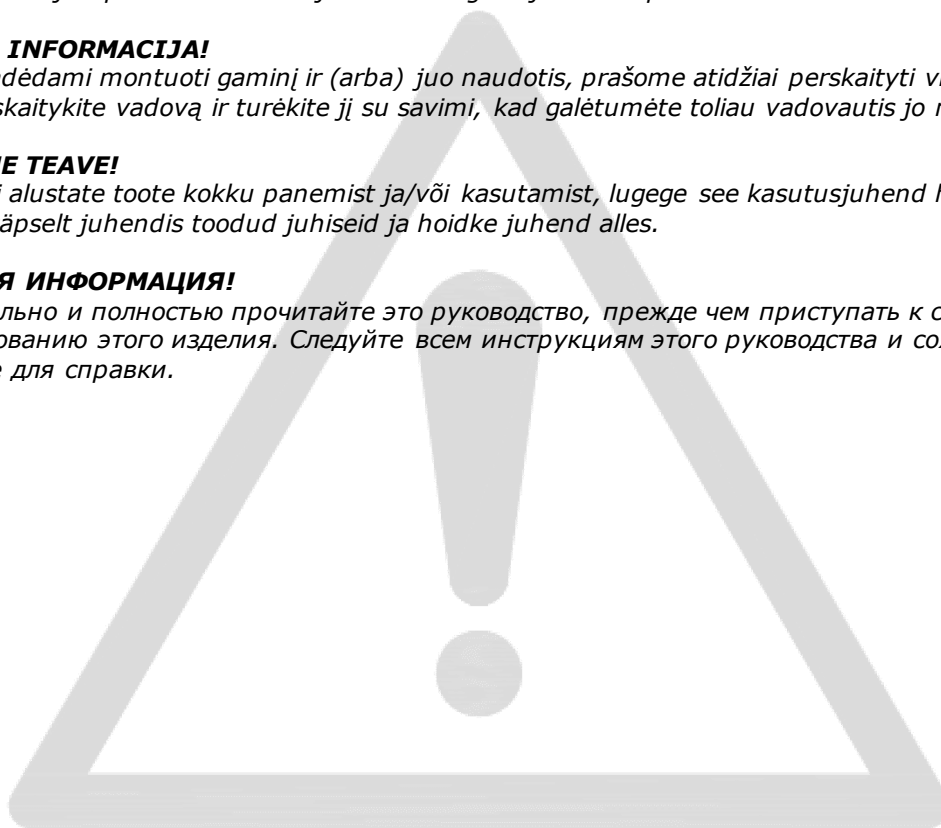 INFORMACIJA!
dėdami montuoti gaminį ir (arba) juo naudotis, prašome atidžiai perskaityti
skaitykite vadovą ir turėkite jį su savimi, kad galėtumėte toliau vadovautis jo
E TEAVE!
alustate toote kokku panemist ja/või kasutamist, lugege see kasutusjuhend
äpselt juhendis toodud juhiseid ja hoidke juhend alles.
Я ИНФОРМАЦИЯ!
льно и полностью прочитайте это руководство, прежде чем приступать к
ованию этого изделия. Следуйте всем инструкциям этого руководства и
для справки.